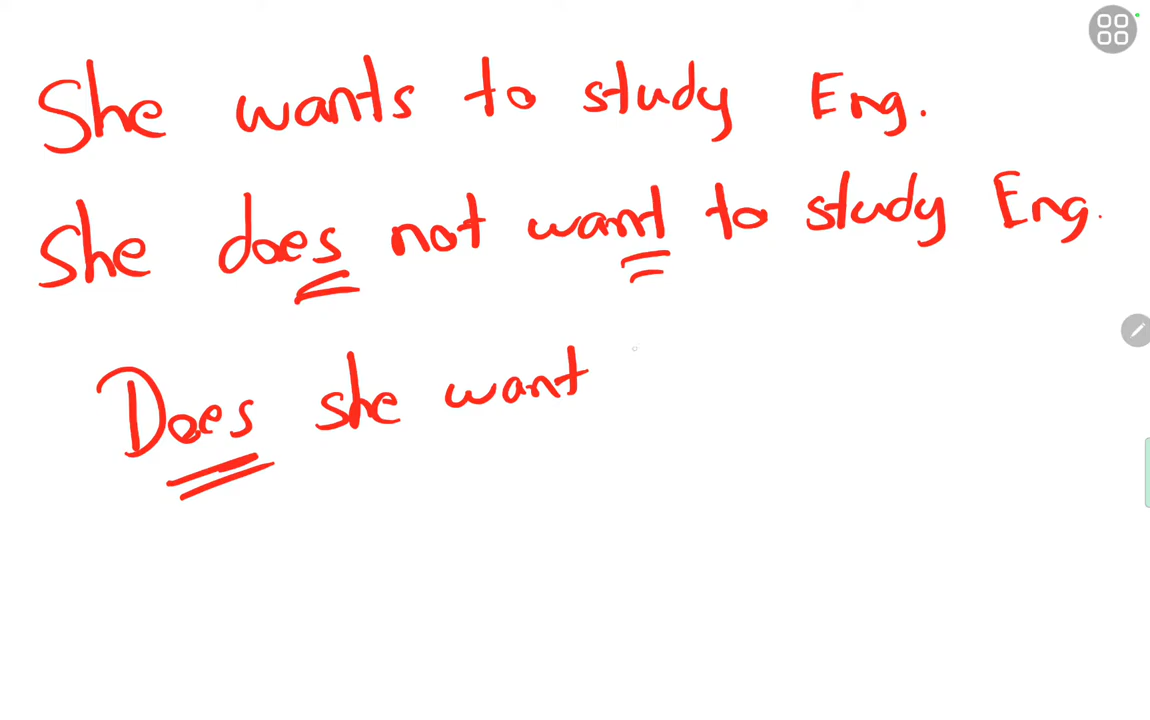 She wants to study Eng.
She does not want to study Eng.
Does she want